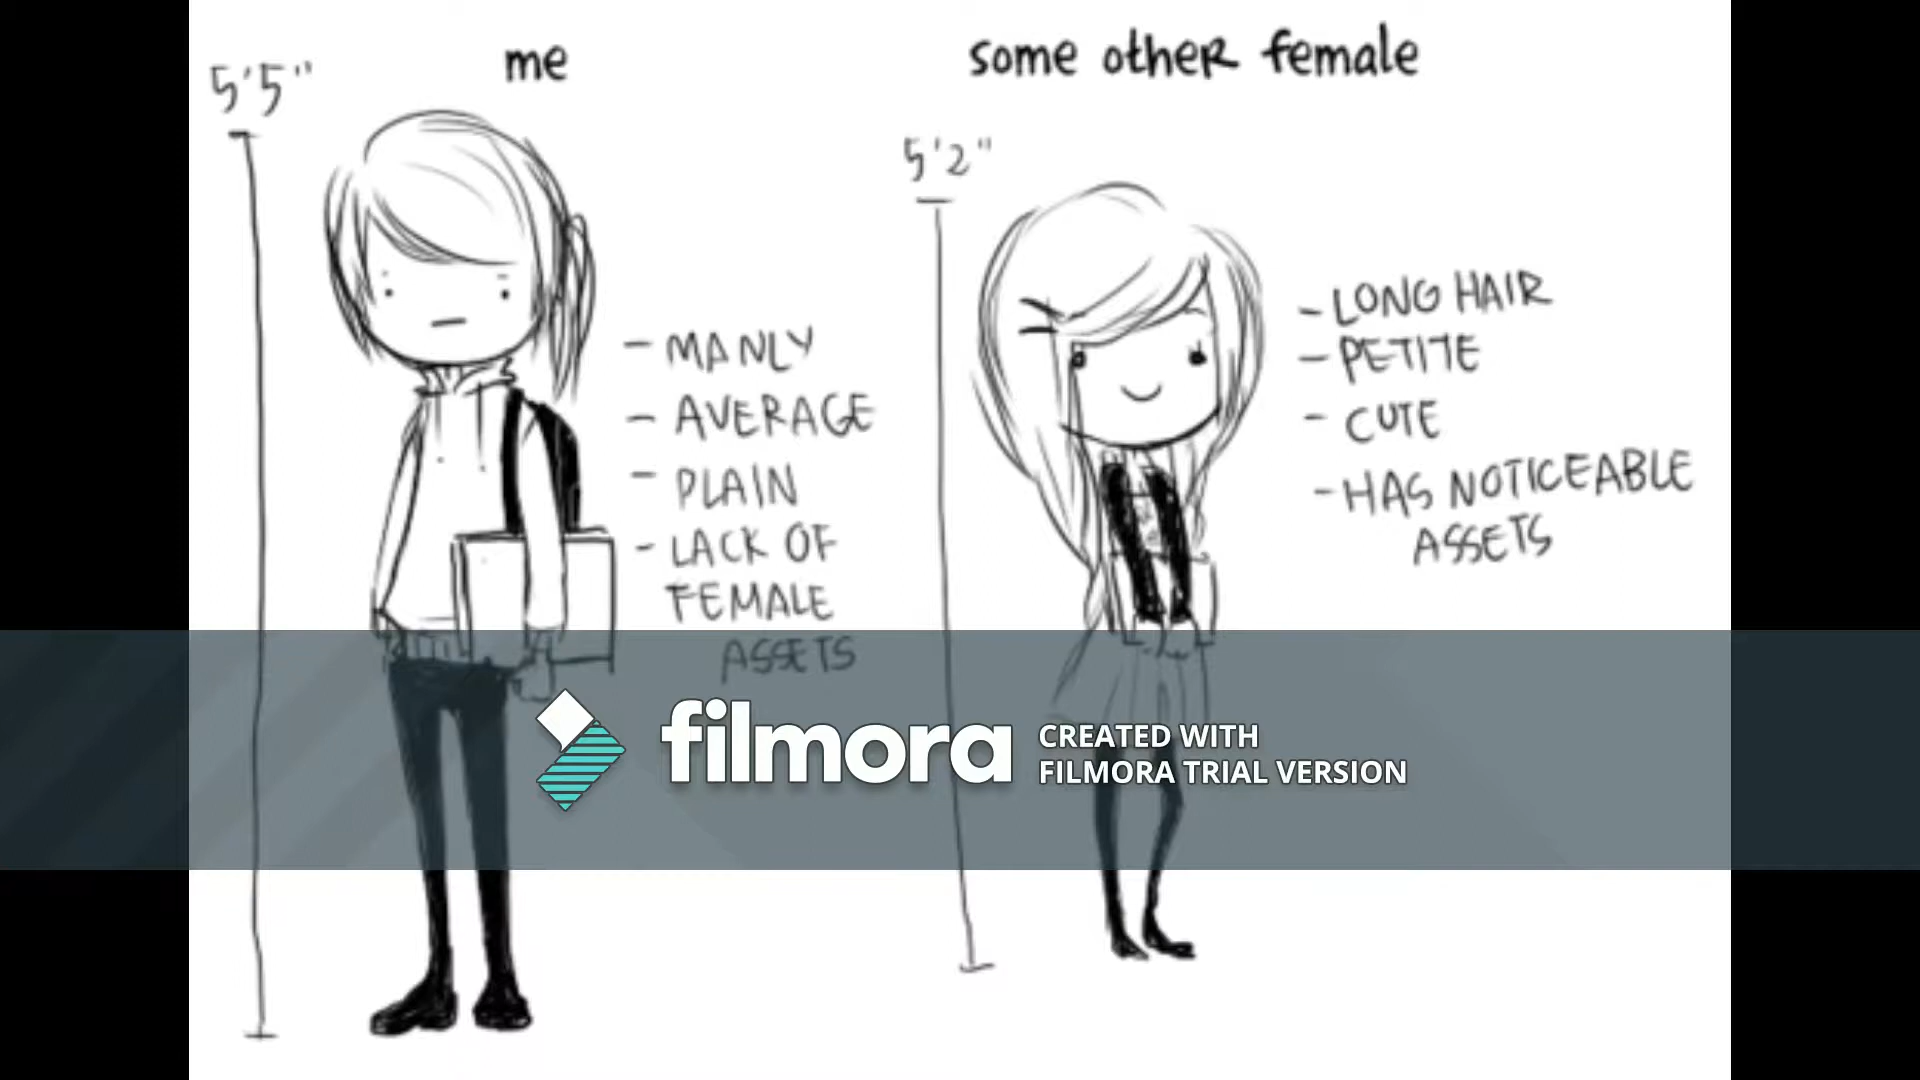 me
5'5"
- MANLY
- AVERAGE
- PLAIN
- LACK OF
FEMALE
ASSETS
some other female
5'2"
- LONG HAIR
- PETITE
- CUTE
- HAS NOTICEABLE
ASSETS
filmora
CREATED WITH
FILMORA TRIAL VERSION